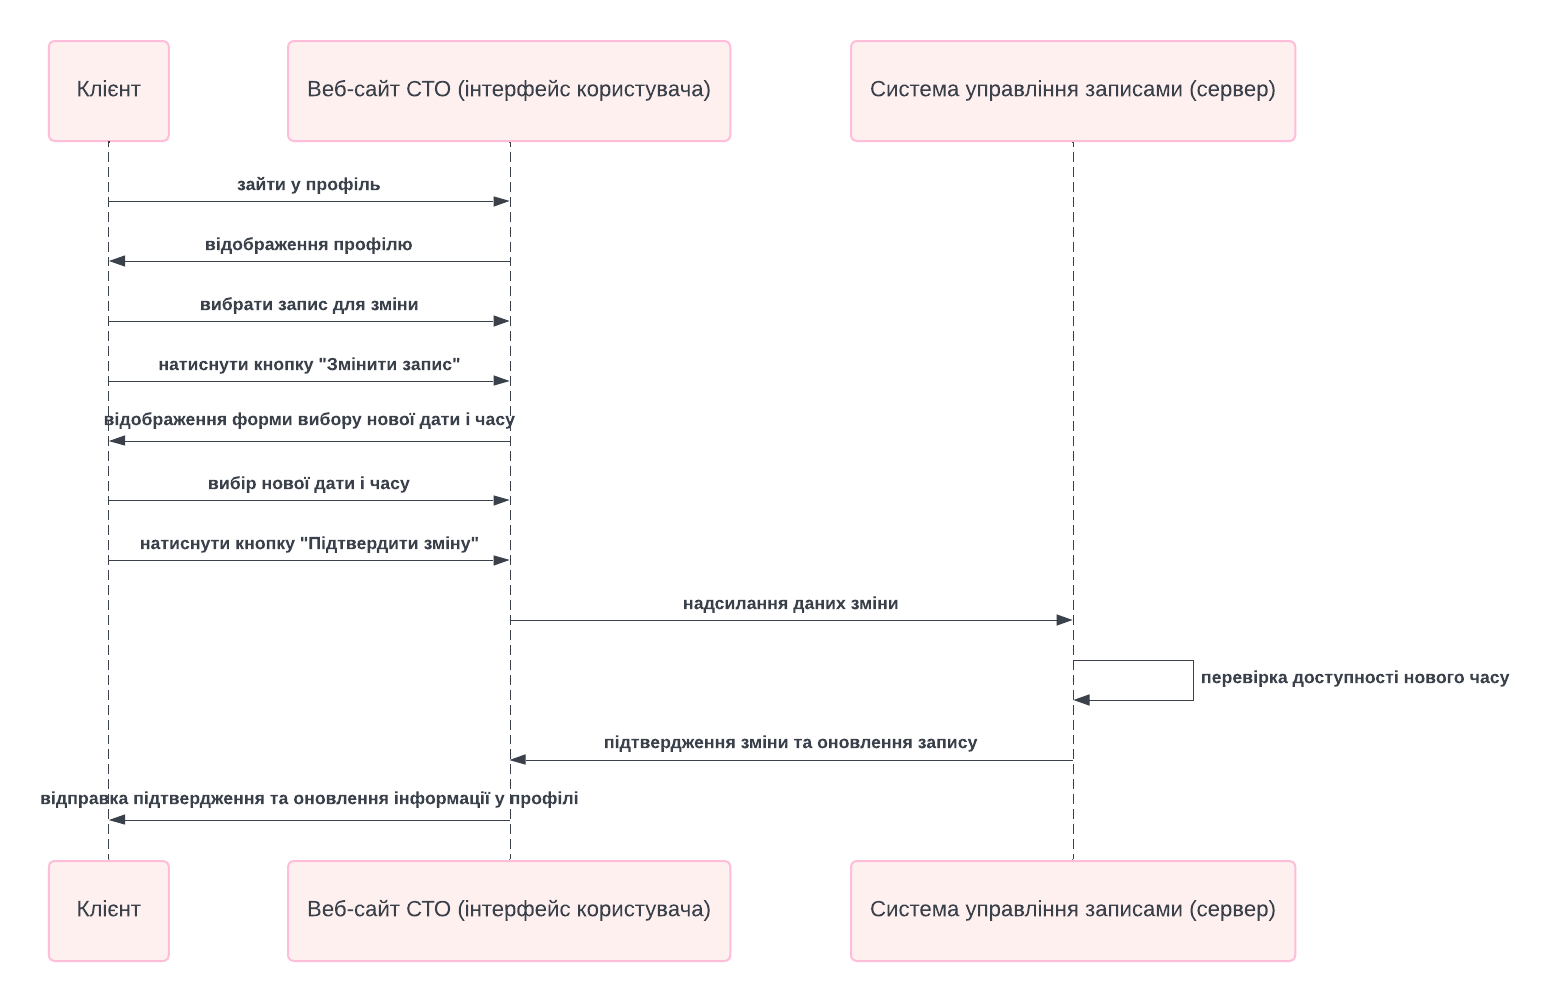 Клієнт
Веб-сайт СТО (інтерфейс користувача)
Система управління записами (сервер)
зайти у профіль
відображення профілю
вибрати запис для зміни
натиснути кнопку "Змінити запис"
відображення форми вибору нової дати і часу
вибір нової дати і часу
натиснути кнопку "Підтвердити зміну"
надсилання даних зміни
перевірка доступності нового часу
підтвердження зміни та оновлення запису
відправка підтвердження та оновлення інформації у профілі
Клієнт
Веб-сайт СТО (інтерфейс користувача)
Система управління записами (сервер)